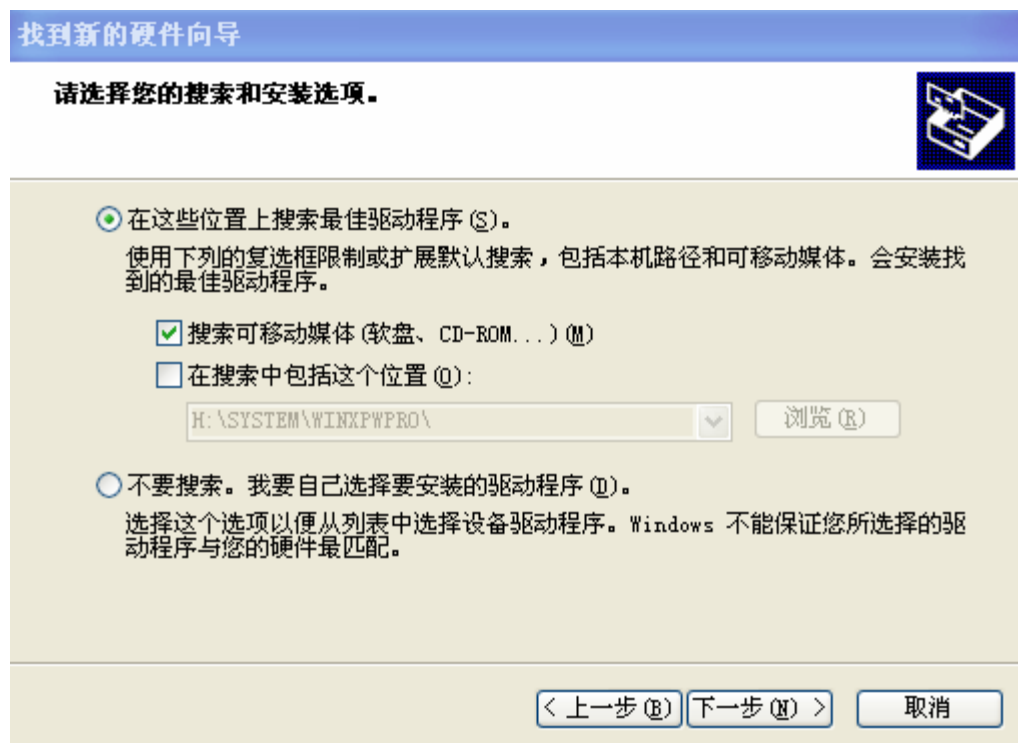 找到新的硬件向导
请选择您的搜索和安装选项。
在这些位置上搜索最佳驱动程序(S)。
使用下列的复选框限制或扩展默认搜索，包括本机路径和可移动媒体。会安装找
到的最佳驱动程序。
搜索可移动媒体(软盘、CD-ROM...)(M)
在搜索中包括这个位置(O):
H:\SYSTEM\WINXPWPRO\
浏览(R)
不要搜索。我要自己选择要安装的驱动程序(D)。
选择这个选项以便从列表中选择设备驱动程序。Windows 不能保证您所选择的驱
动程序与您的硬件最匹配。
< 上一步(B) 下一步(N) > 取消